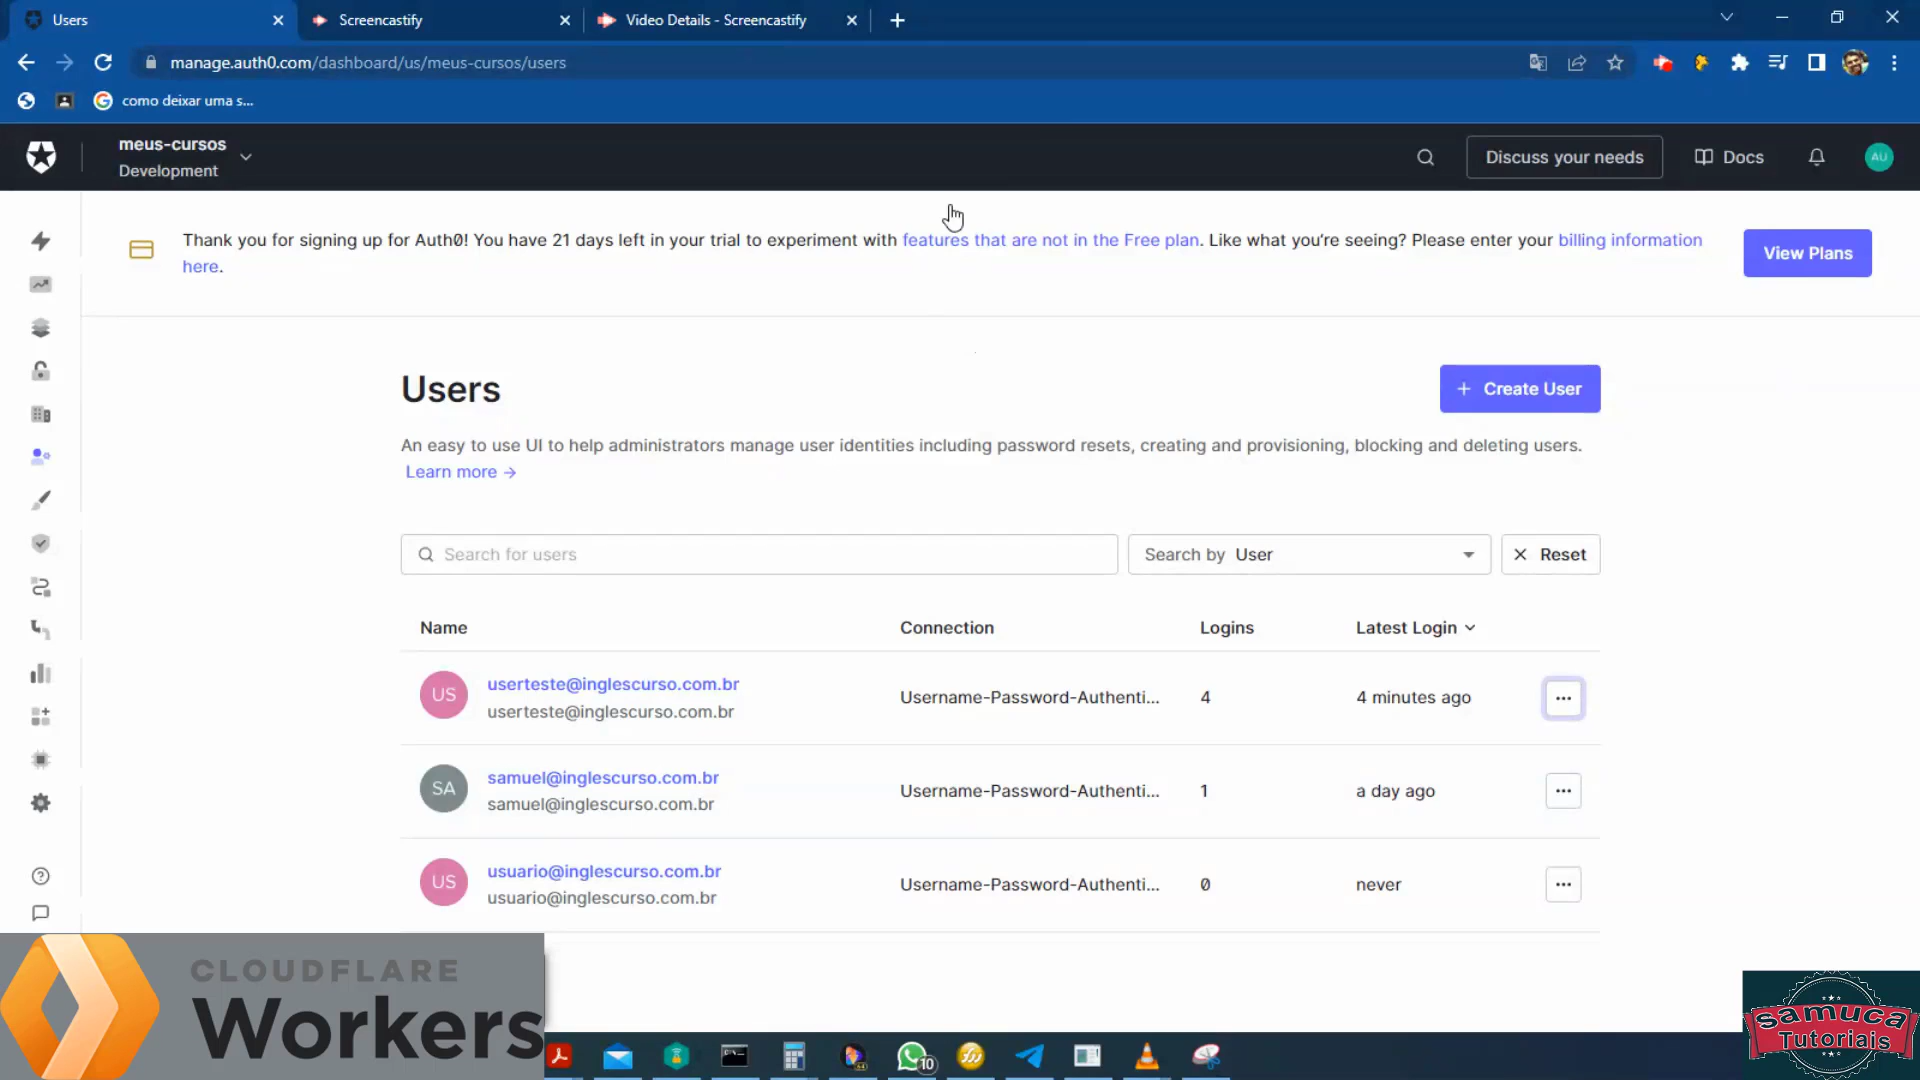 Users
Screencastify
Video Details - Screencastify
manage.auth0.com/dashboard/us/meus-cursos/users
como deixar uma s...
meus-cursos
Development
Discuss your needs
Docs
AU
Thank you for signing up for Auth0! You have 21 days left in your trial to experiment with features that are not in the Free plan. Like what you're seeing? Please enter your billing information
here.
View Plans
Users
+ Create User
An easy to use UI to help administrators manage user identities including password resets, creating and provisioning, blocking and deleting users.
Learn more →
Search for users
Search by User
Reset
Name Connection Logins Latest Login
US userteste@inglescurso.com.br
userteste@inglescurso.com.br
Username-Password-Authenti... 4 4 minutes ago
SA samuel@inglescurso.com.br
samuel@inglescurso.com.br
Username-Password-Authenti... 1 a day ago
US usuario@inglescurso.com.br
usuario@inglescurso.com.br
Username-Password-Authenti... 0 never
CLOUDFLARE
Workers
10
samuca
Tutoriais